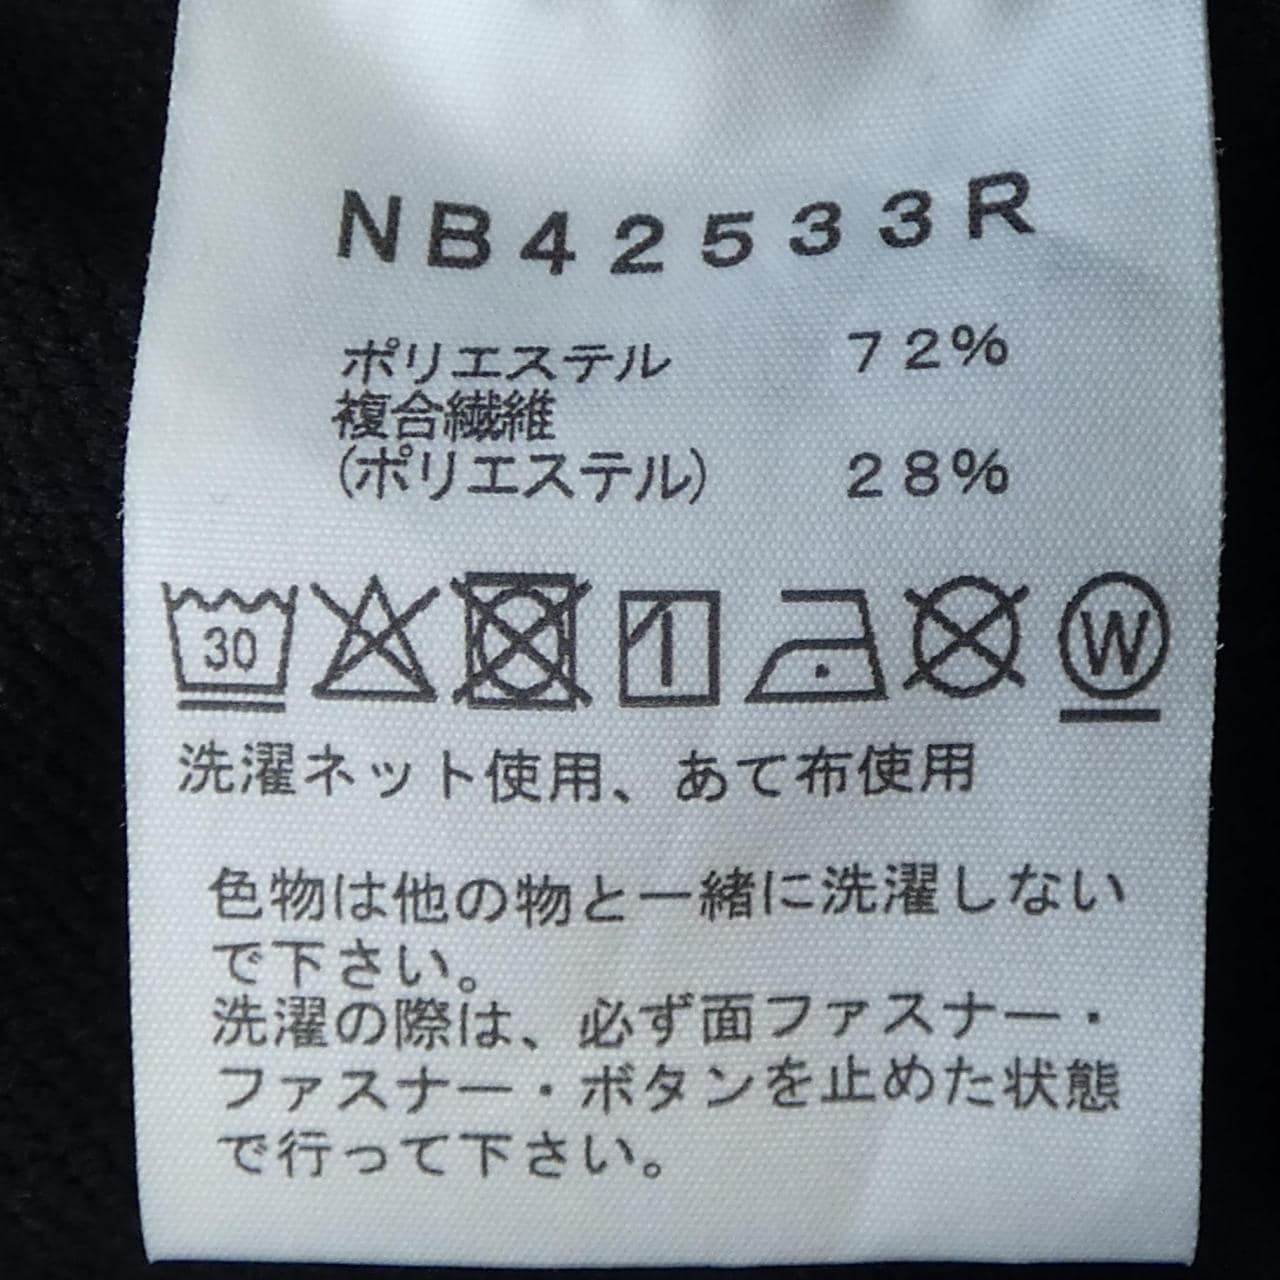 NB42533R
ポリエステル 72%
複合繊維
(ポリエステル) 28%
30 W
洗濯ネット使用、あて布使用
色物は他の物と一緒に洗濯しない
で下さい。
洗濯の際は、必ず面ファスナー・
ファスナー・ボタンを止めた状態
で行って下さい。